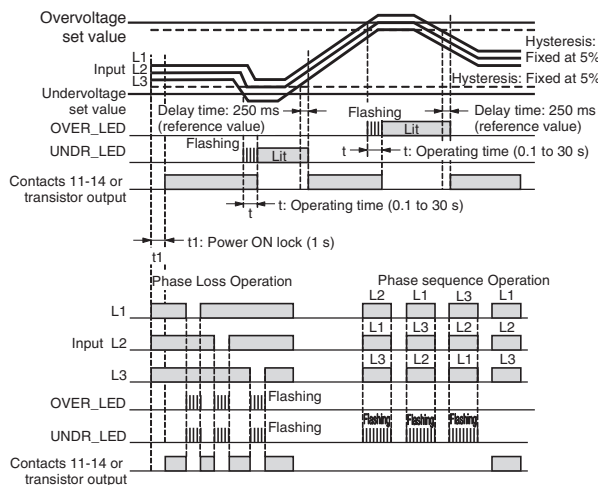 Overvoltage
set value
L1
Input L2
L3
Undervoltage
set value
Hysteresis:
Fixed at 5%
Hysteresis: Fixed at 5%
Delay time: 250 ms
(reference value)
Flashing
Delay time: 250 ms
(reference value)
OVER_LED
Lit
Flashing
t
t: Operating time (0.1 to 30 s)
UNDR_LED
Lit
Contacts 11-14 or
transistor output
t
t: Operating time (0.1 to 30 s)
t1: Power ON lock (1 s)
t1
Phase Loss Operation
Phase sequence Operation
L1
L2 L1 L3 L1
Input L2
L1 L3 L2 L2
L3
L3 L2 L1 L3
OVER_LED
Flashing
UNDR_LED
Flashing
Flashing Flashing Flashing
Contacts 11-14 or
transistor output